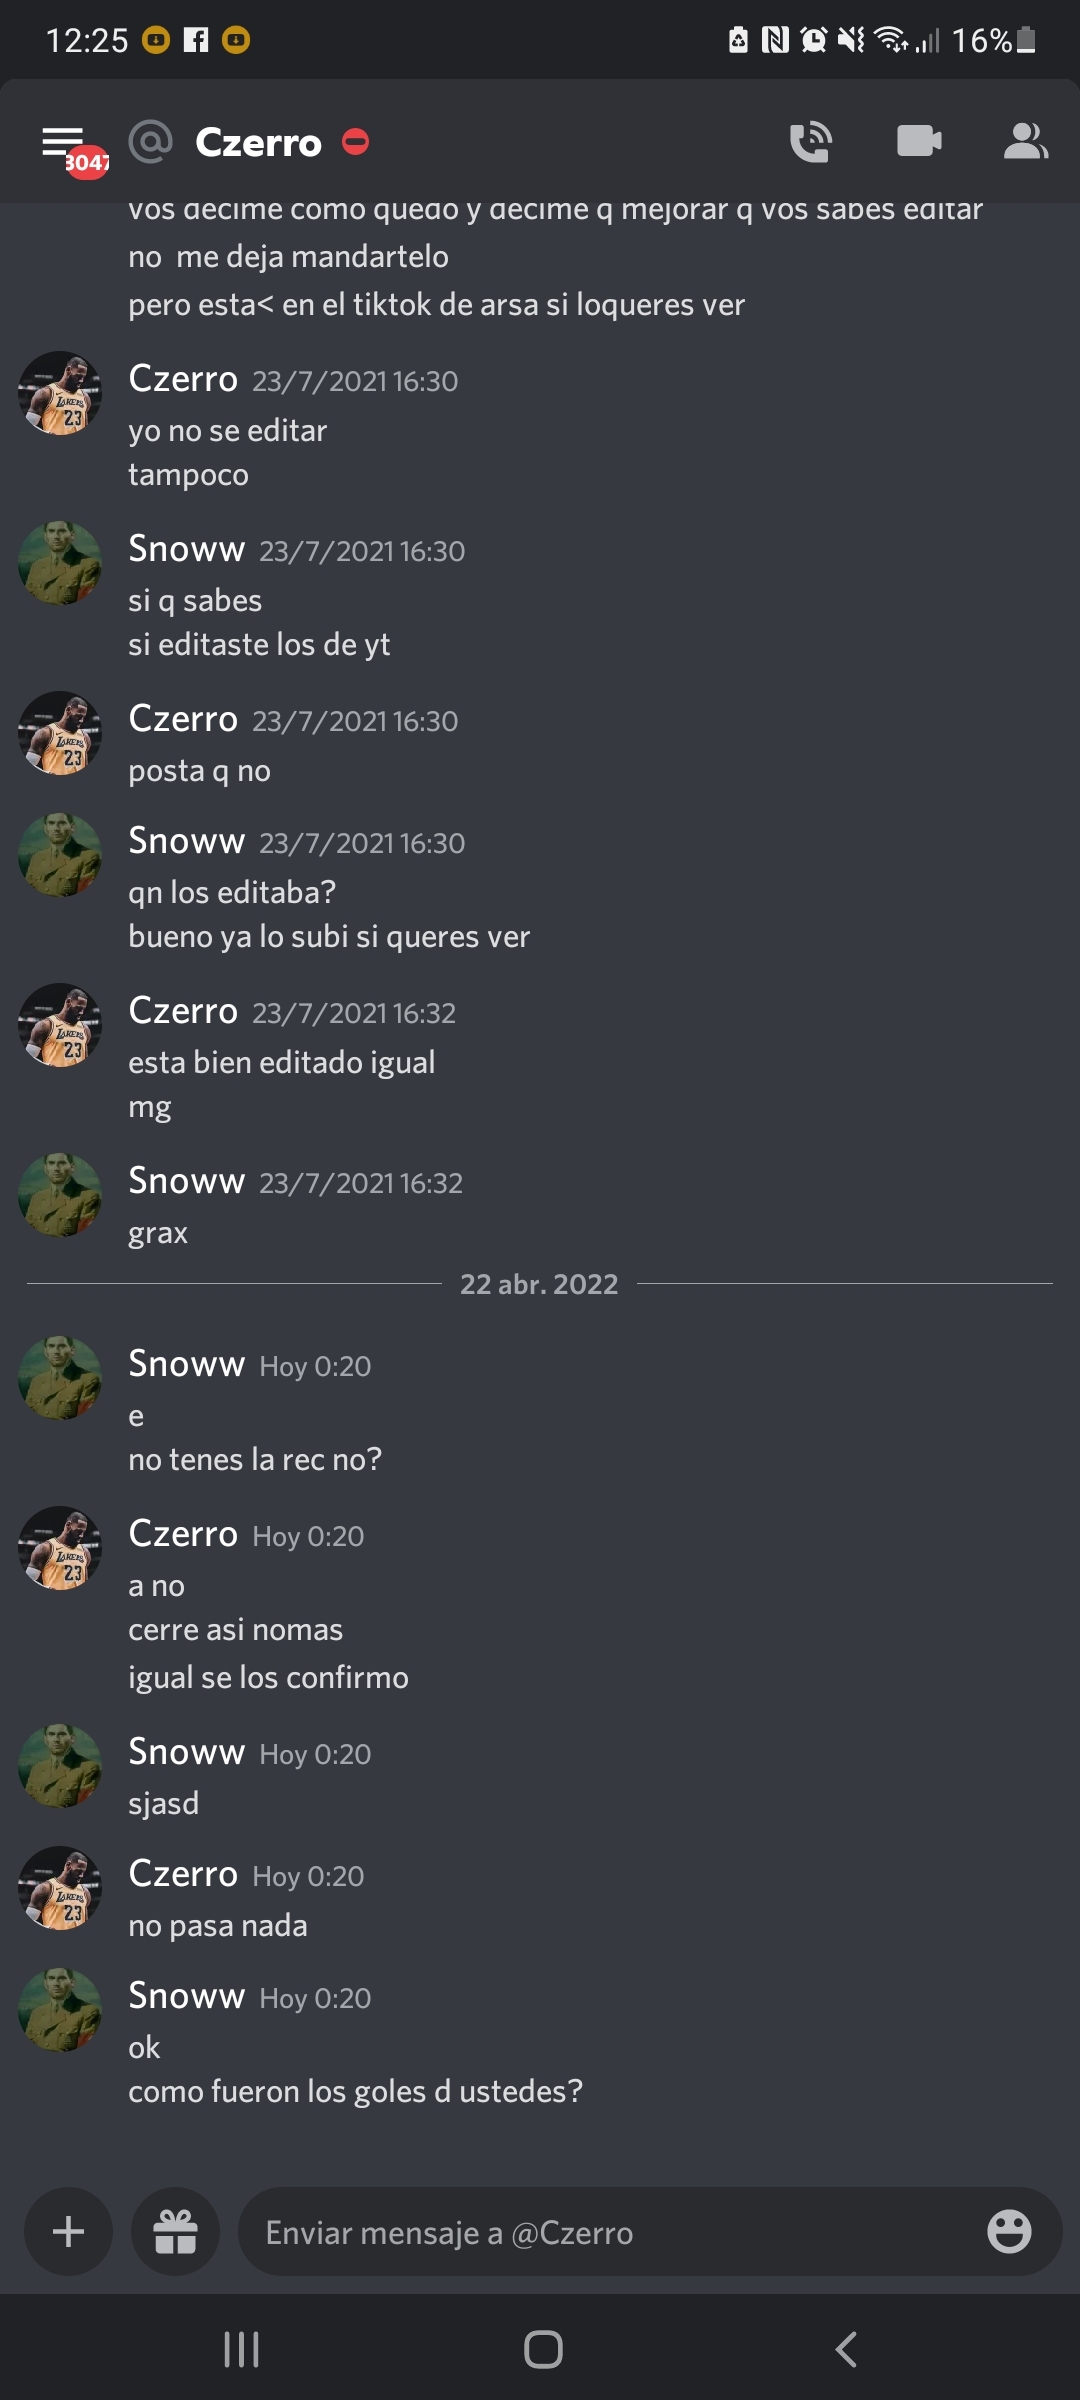 12:25
16%
3047
Czerro
vos decime como quedo y decime q mejorar q vos sabes editar
no  me deja mandartelo
pero esta< en el tiktok de arsa si loqueres ver
Czerro 23/7/2021 16:30
yo no se editar
tampoco
Snoww 23/7/2021 16:30
si q sabes
si editaste los de yt
Czerro 23/7/2021 16:30
posta q no
Snoww 23/7/2021 16:30
qn los editaba?
bueno ya lo subi si queres ver
Czerro 23/7/2021 16:32
esta bien editado igual
mg
Snoww 23/7/2021 16:32
grax
22 abr. 2022
Snoww Hoy 0:20
e
no tenes la rec no?
Czerro Hoy 0:20
a no
cerre asi nomas
igual se los confirmo
Snoww Hoy 0:20
sjasd
Czerro Hoy 0:20
no pasa nada
Snoww Hoy 0:20
ok
como fueron los goles d ustedes?
Enviar mensaje a @Czerro